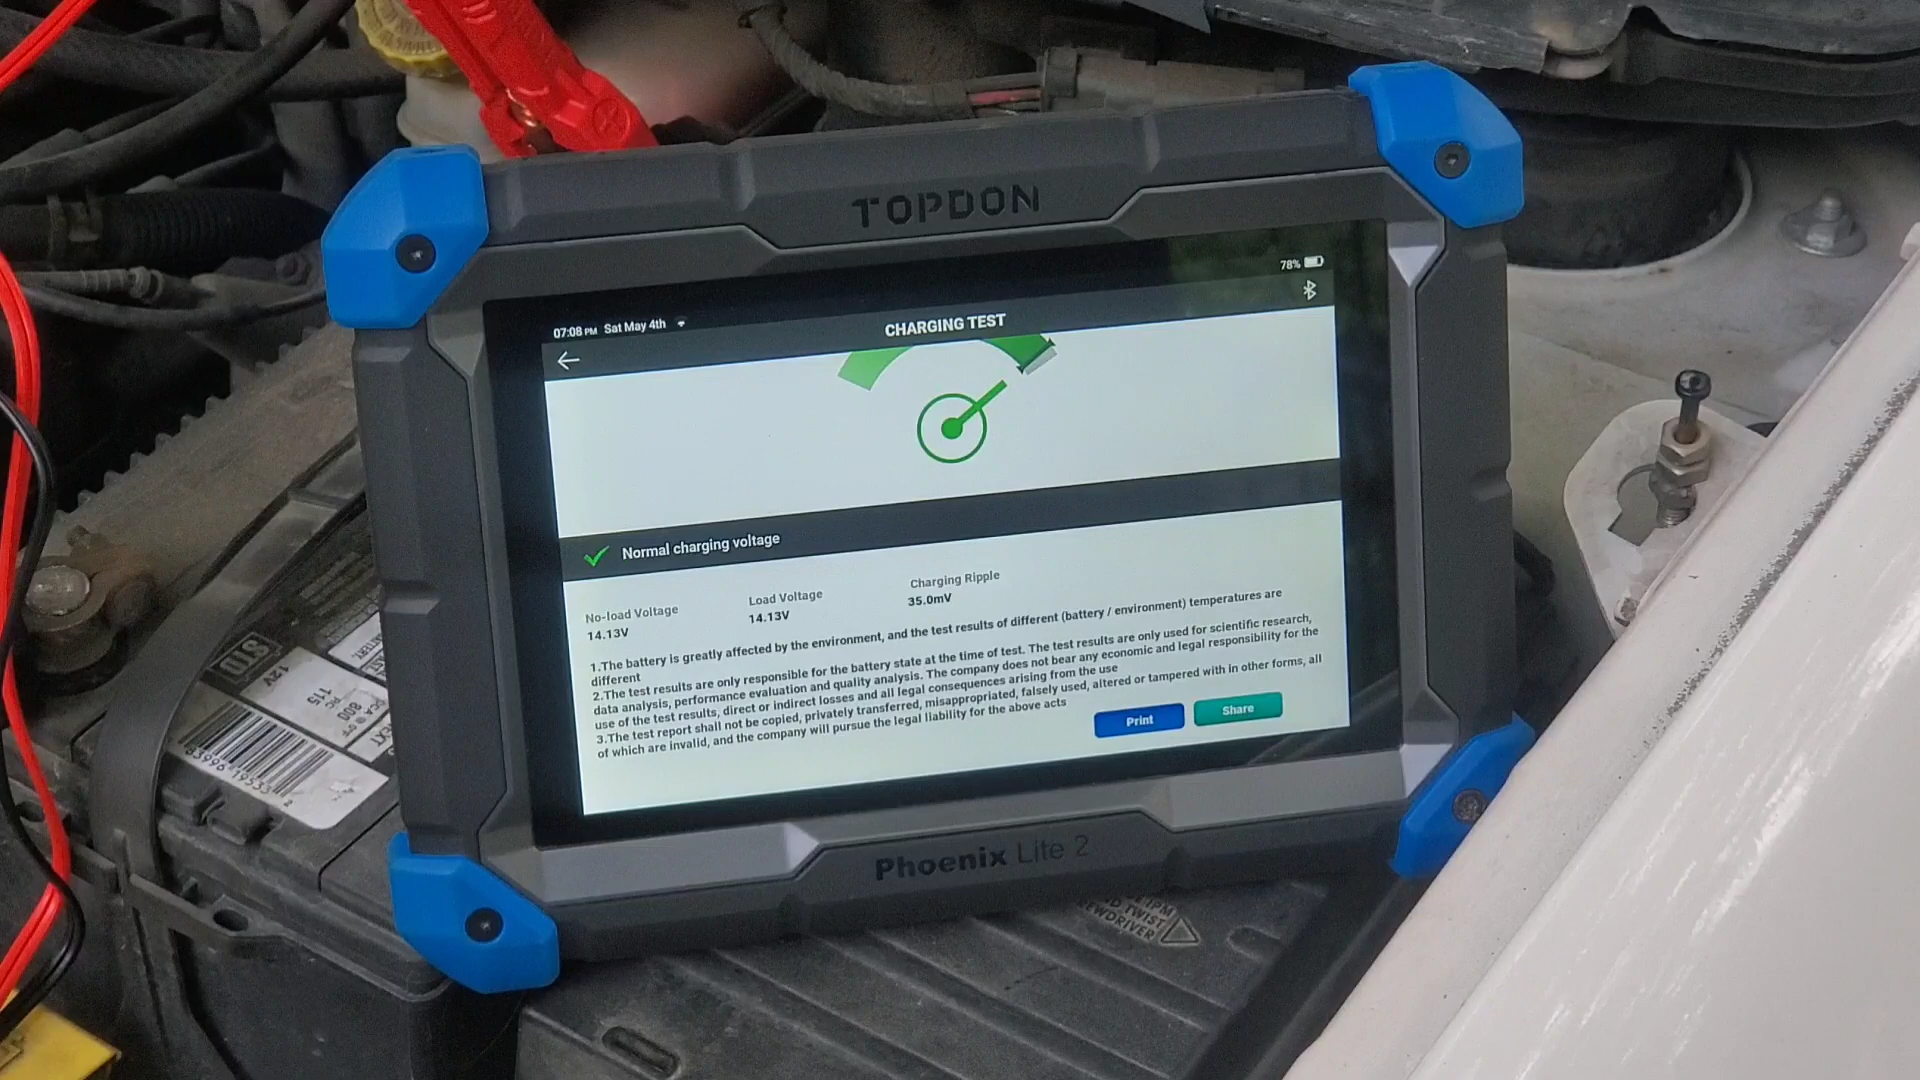 TOPDON
78%
07:08 PM Sat May 4th
CHARGING TEST
Normal charging voltage
No-load Voltage
14.13V
Load Voltage
14.13V
Charging Ripple
35.0mV
1.The battery is greatly affected by the environment, and the test results of different (battery / environment) temperatures are
different
2.The test results are only responsible for the battery state at the time of test. The test results are only used for scientific research,
data analysis, performance evaluation and quality analysis. The company does not bear any economic and legal responsibility for the
use of the test results, direct or indirect losses and all legal consequences arising from the use
3.The test report shall not be copied, privately transferred, misappropriated, falsely used, altered or tampered with in other forms, all
of which are invalid, and the company will pursue the legal liability for the above acts
Print
Share
Phoenix Lite 2
STD
12V
115
RC
800
TWIST